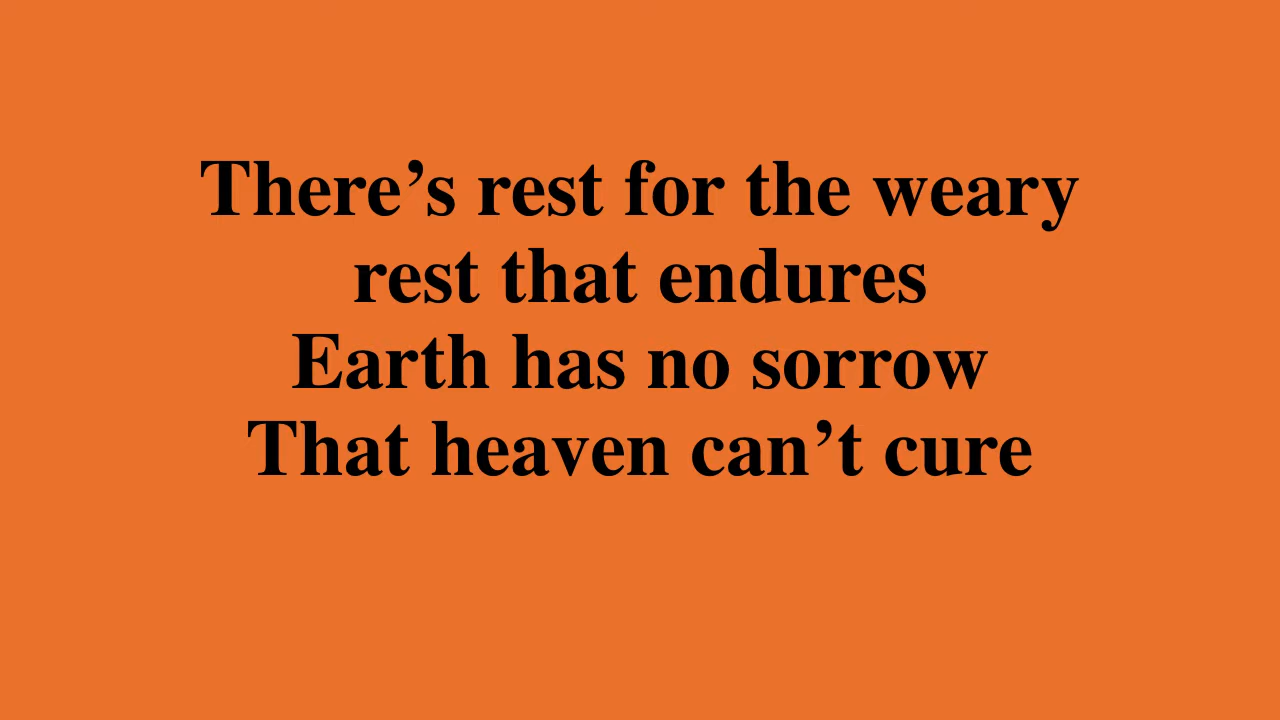 There’s rest for the weary
rest that endures
Earth has no sorrow
That heaven can’t cure